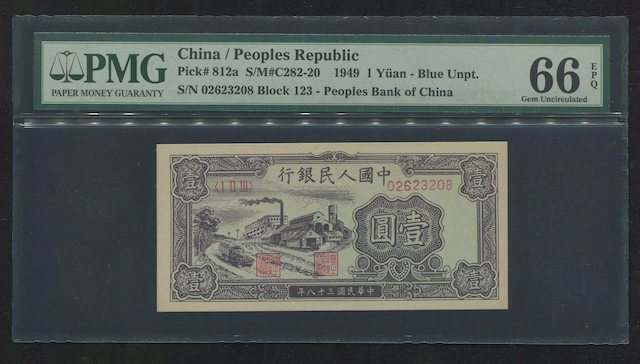 PMG
PAPER MONEY GUARANTY
China / Peoples Republic
Pick# 812a S/M#C282-20 1949 1 Yüan - Blue Unpt.
S/N 02623208 Block 123 - Peoples Bank of China
66
EPQ
Gem Uncirculated
中國人民銀行
壹
壹
(I II III)
02623208
壹圓
壹
壹
中華民國三十八年